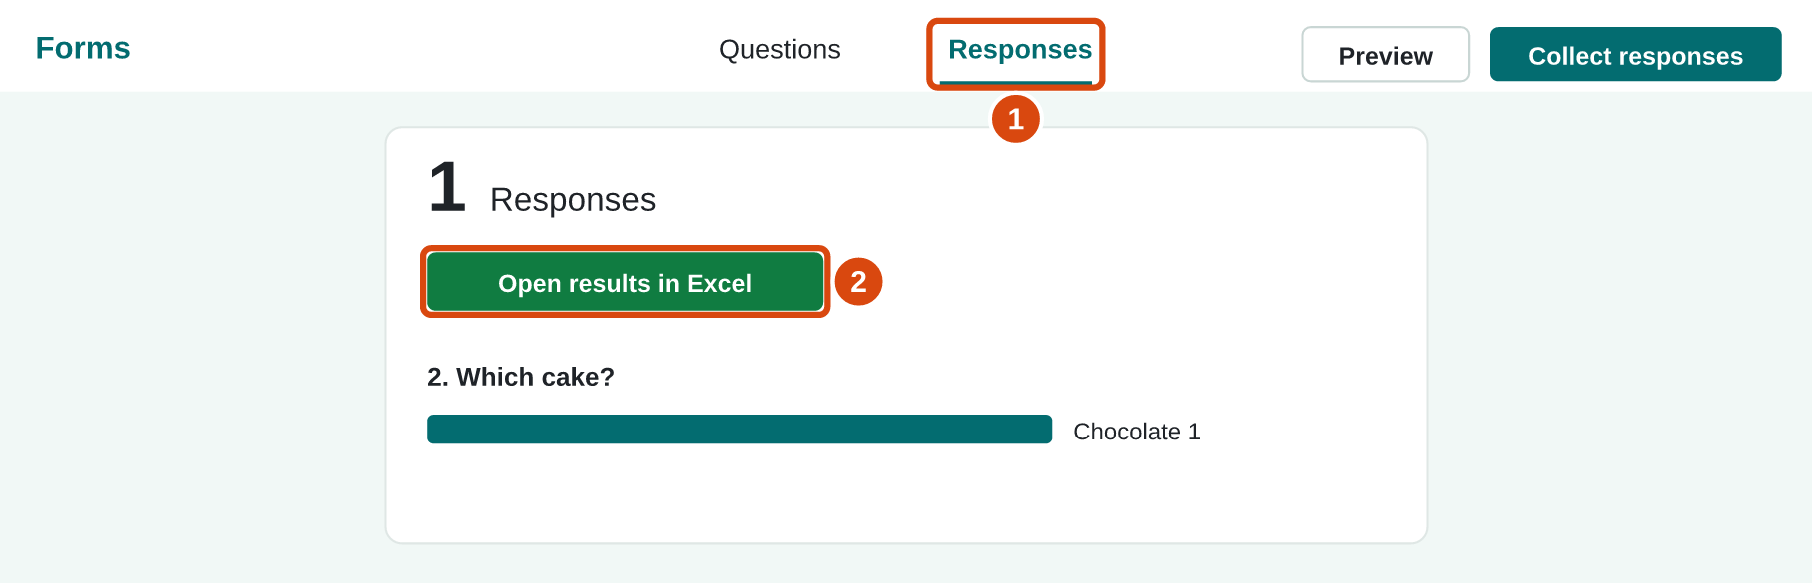 Forms
Questions
Responses
Preview
Collect responses
1
1 Responses
Open results in Excel
2
2. Which cake?
Chocolate 1